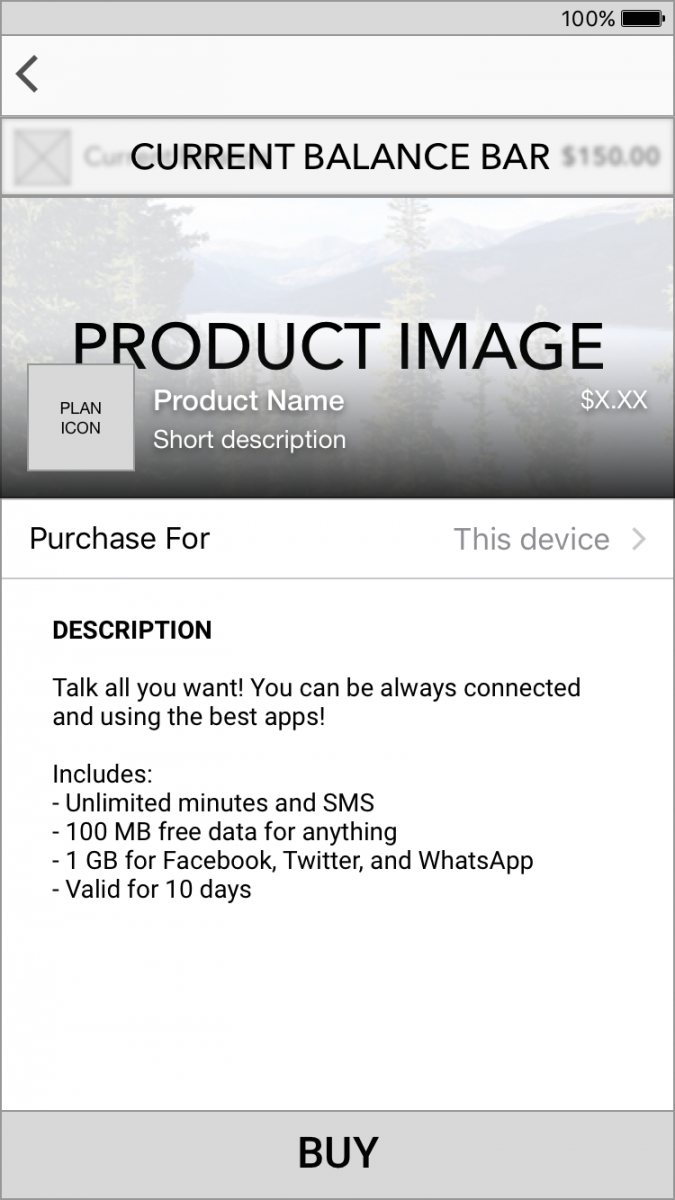 100%
CURRENT BALANCE BAR $150.00
PRODUCT IMAGE
PLAN
ICON
Product Name $X.XX
Short description
Purchase For This device
DESCRIPTION
Talk all you want! You can be always connected
and using the best apps!
Includes:
- Unlimited minutes and SMS
- 100 MB free data for anything
- 1 GB for Facebook, Twitter, and WhatsApp
- Valid for 10 days
BUY